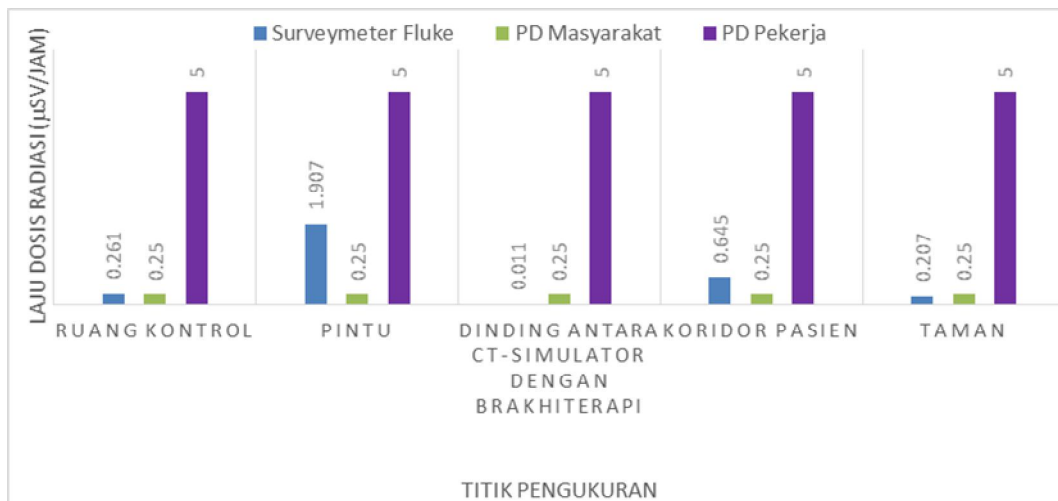 Surveymeter Fluke PD Masyarakat PD Pekerja
LAJU DOSIS RADIASI (µSV/JAM)
0.261 0.25 5
1.907 0.25 5
0.011 0.25 5
0.645 0.25 5
0.207 0.25 5
RUANG KONTROL
PINTU
DINDING ANTARA
CT-SIMULATOR
DENGAN
BRAKHITERAPI
KORIDOR PASIEN
TAMAN
TITIK PENGUKURAN